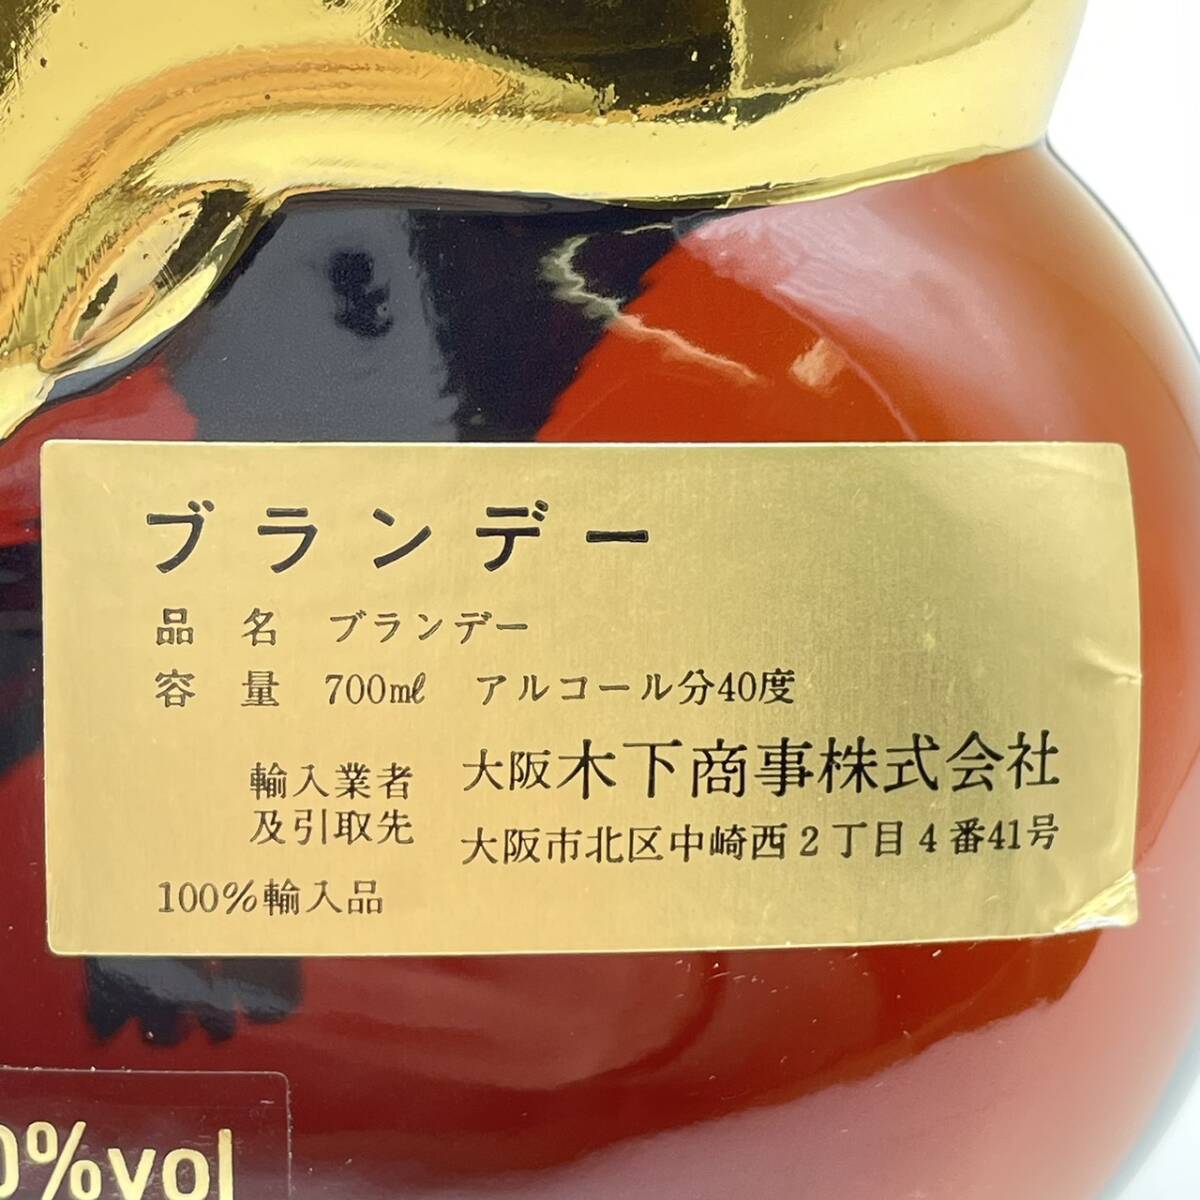 ブランデー
品名 ブランデー
容量 700㎖ アルコール分40度
輸入業者 大阪木下商事株式会社
及引取先 大阪市北区中崎西2丁目4番41号
100%輸入品
0%vol